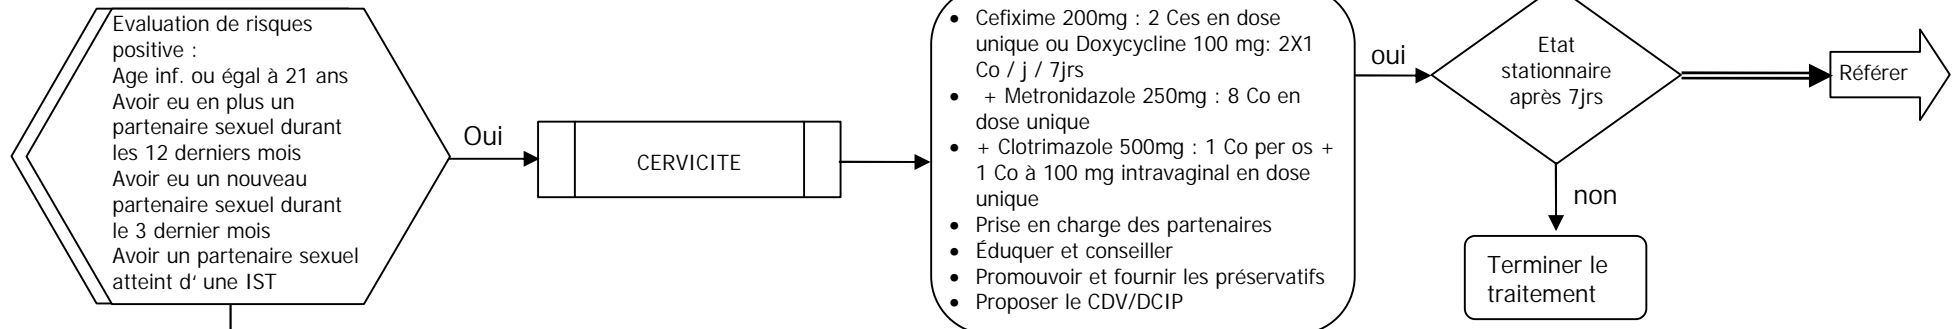 Evaluation de risques
positive :
Age inf. ou égal à 21 ans
Avoir eu en plus un
partenaire sexuel durant
les 12 derniers mois
Avoir eu un nouveau
partenaire sexuel durant
le 3 dernier mois
Avoir un partenaire sexuel
atteint d' une IST
Oui
CERVICITE
• Cefixime 200mg : 2 Ces en dose
unique ou Doxycycline 100 mg: 2X1
Co / j / 7jrs
• + Metronidazole 250mg : 8 Co en
dose unique
• + Clotrimazole 500mg : 1 Co per os +
1 Co à 100 mg intravaginal en dose
unique
• Prise en charge des partenaires
• Éduquer et conseiller
• Promouvoir et fournir les préservatifs
• Proposer le CDV/DCIP
oui
Etat
stationnaire
après 7jrs
Référer
non
Terminer le
traitement